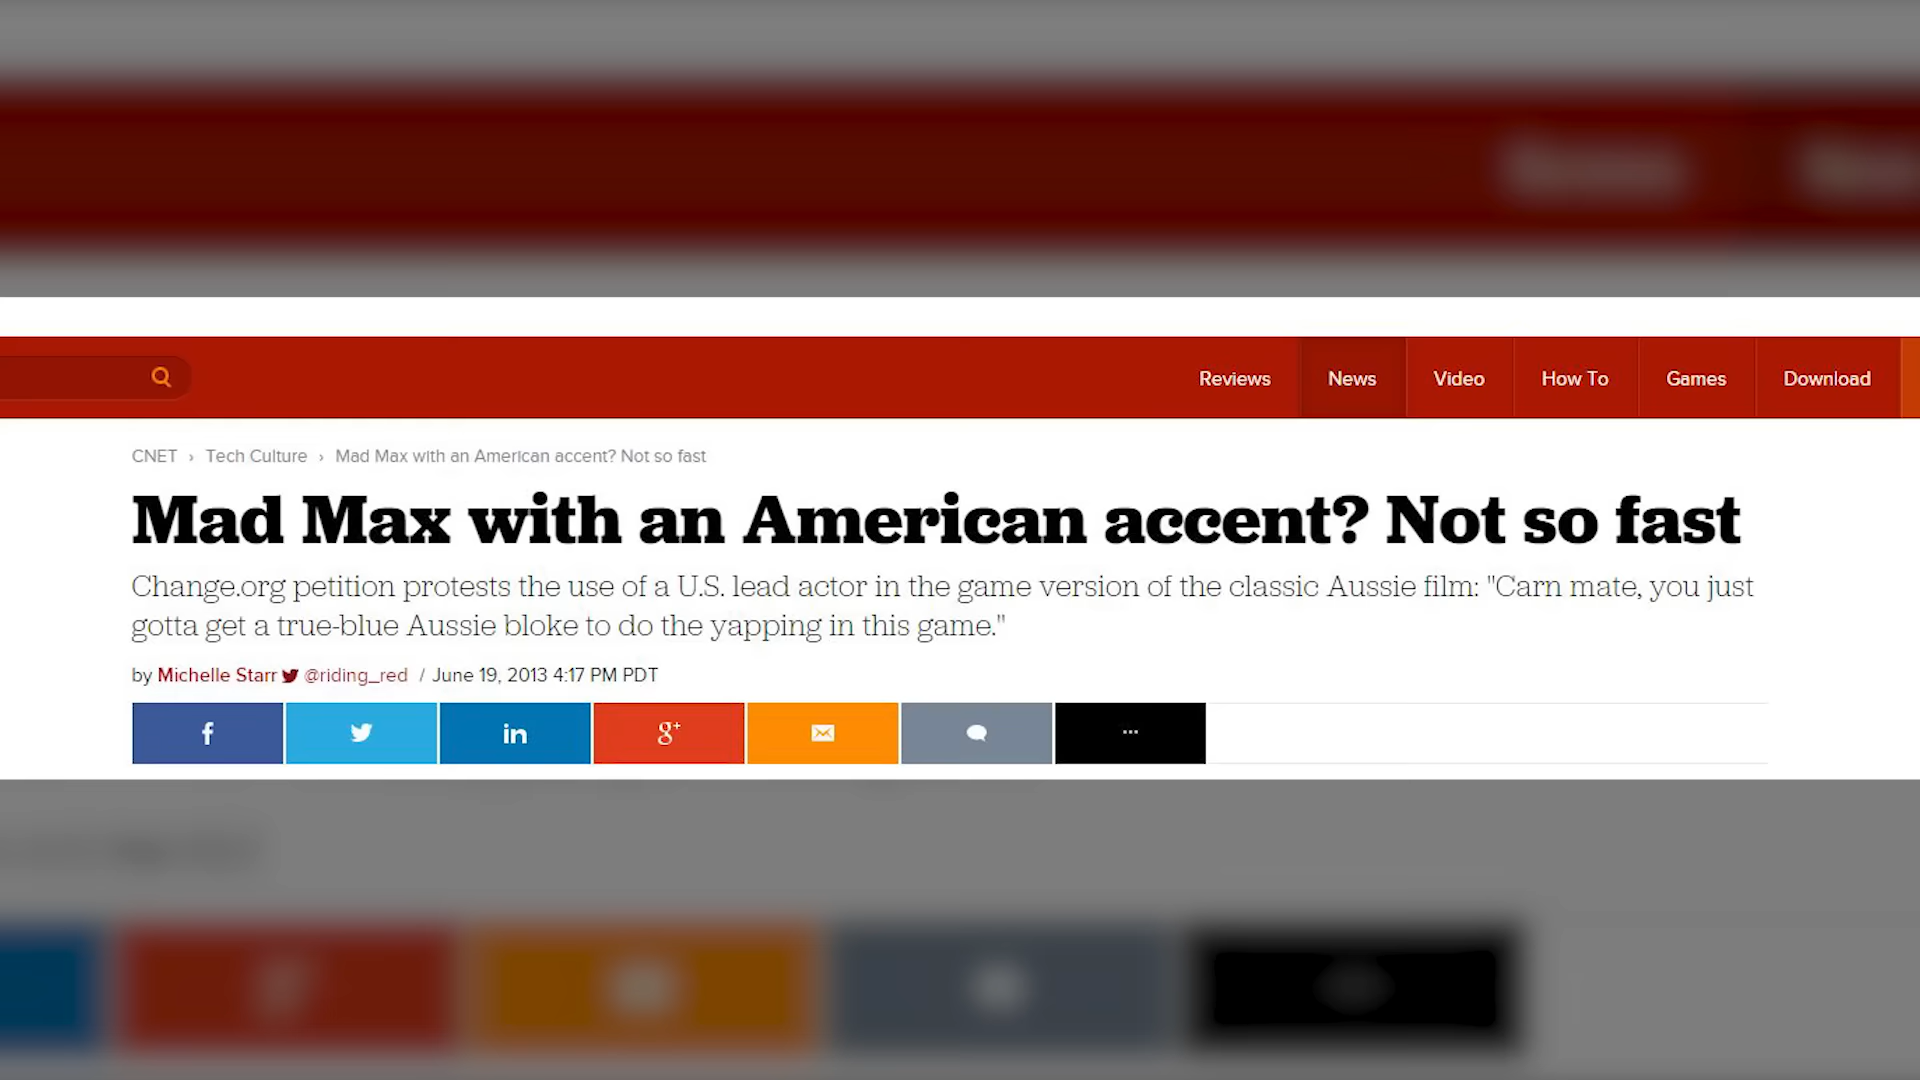 Reviews News Video How To Games Download
CNET › Tech Culture › Mad Max with an American accent? Not so fast
Mad Max with an American accent? Not so fast
Change.org petition protests the use of a U.S. lead actor in the game version of the classic Aussie film: "Carn mate, you just
gotta get a true-blue Aussie bloke to do the yapping in this game."
by Michelle Starr @riding_red / June 19, 2013 4:17 PM PDT
f in g+ ...